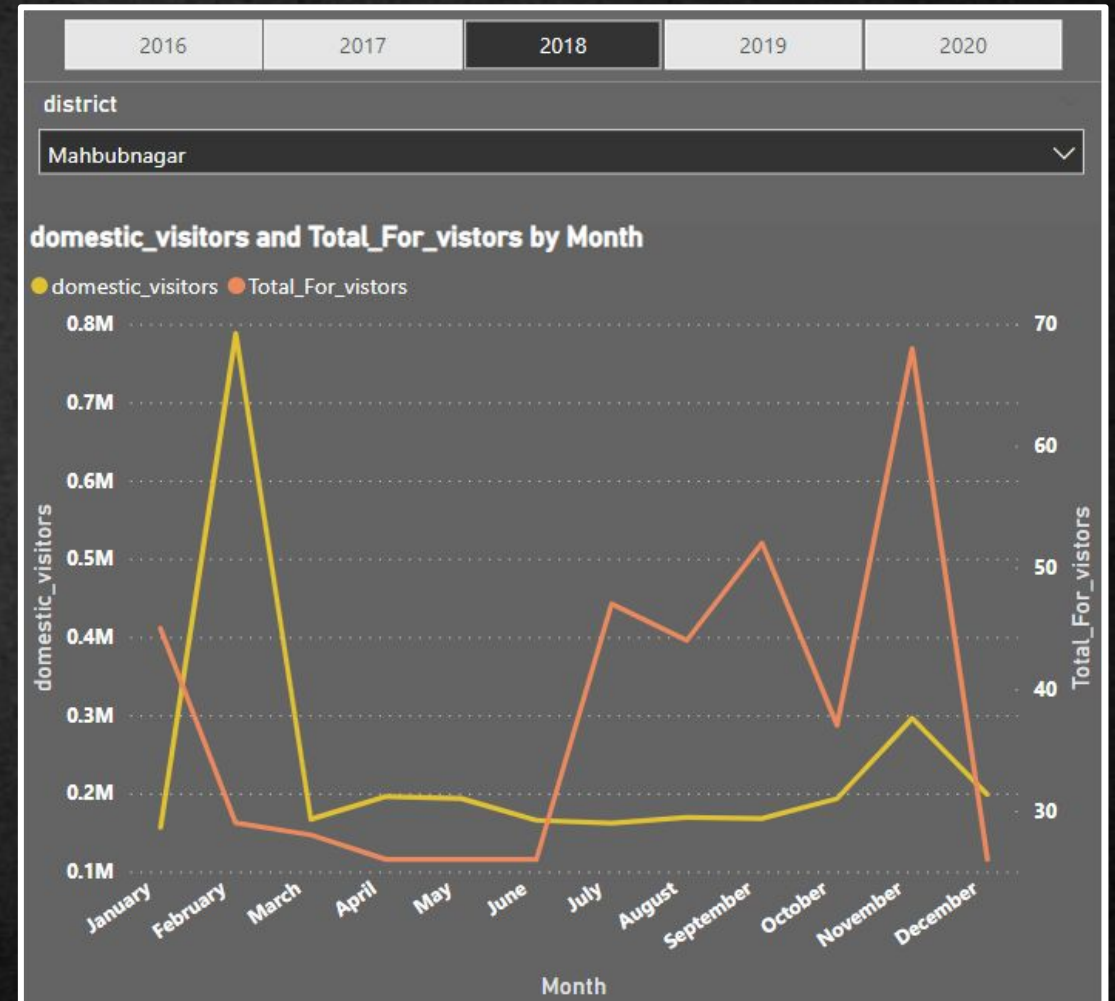 2016 2017 2018 2019 2020
district
Mahbubnagar
domestic_visitors and Total_For_vistors by Month
domestic_visitors Total_For_vistors
0.8M
0.7M
0.6M
0.5M
0.4M
0.3M
0.2M
0.1M
domestic_visitors
70
60
50
40
30
Total_For_vistors
January February March April May June July August September October November December
Month